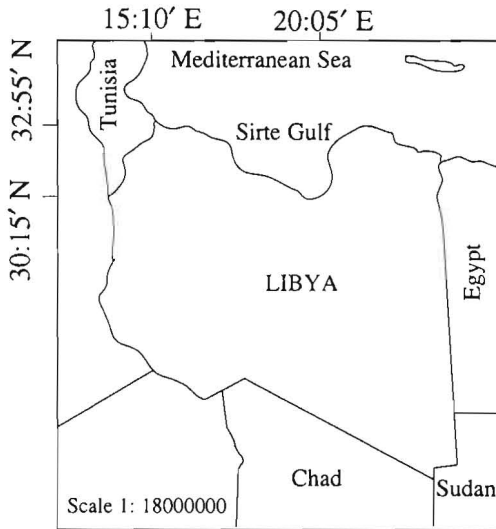 15:10′ E 20:05′ E
Mediterranean Sea
Tunisia
32:55′ N
Sirte Gulf
30:15′ N
LIBYA
Egypt
Chad
Sudan
Scale 1: 18000000